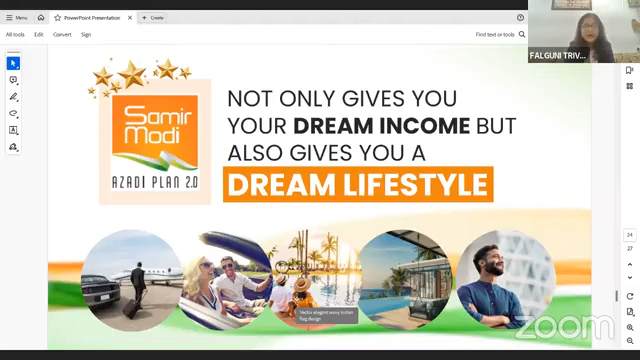 Menu
PowerPoint Presentation
Create
All tools
Edit
Convert
Sign
Find text or tools
FALGUNI TRIV...
Samir
Modi
AZADI PLAN 2.0
NOT ONLY GIVES YOU
YOUR DREAM INCOME BUT
ALSO GIVES YOU A
DREAM LIFESTYLE
Vector elegant wavy indian
flag design
24
27
zoom